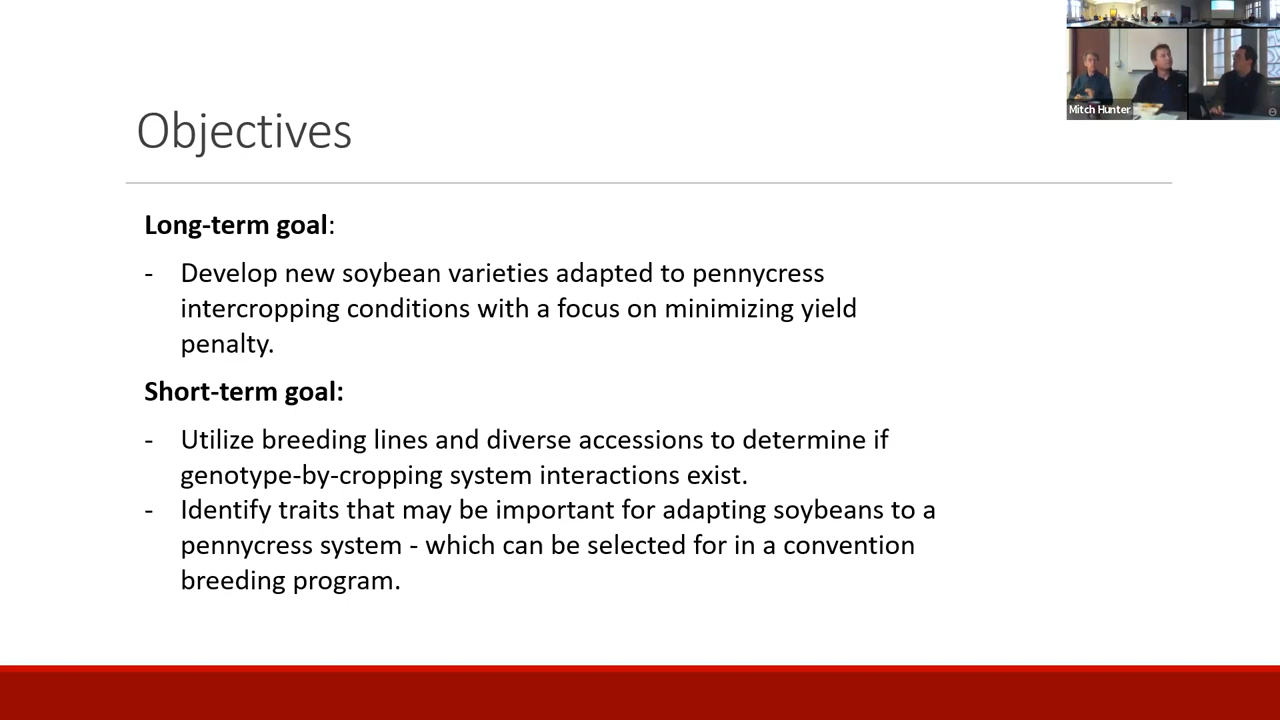 Mitch Hunter
Objectives
Long-term goal:
- Develop new soybean varieties adapted to pennycress
intercropping conditions with a focus on minimizing yield
penalty.
Short-term goal:
- Utilize breeding lines and diverse accessions to determine if
genotype-by-cropping system interactions exist.
- Identify traits that may be important for adapting soybeans to a
pennycress system - which can be selected for in a convention
breeding program.